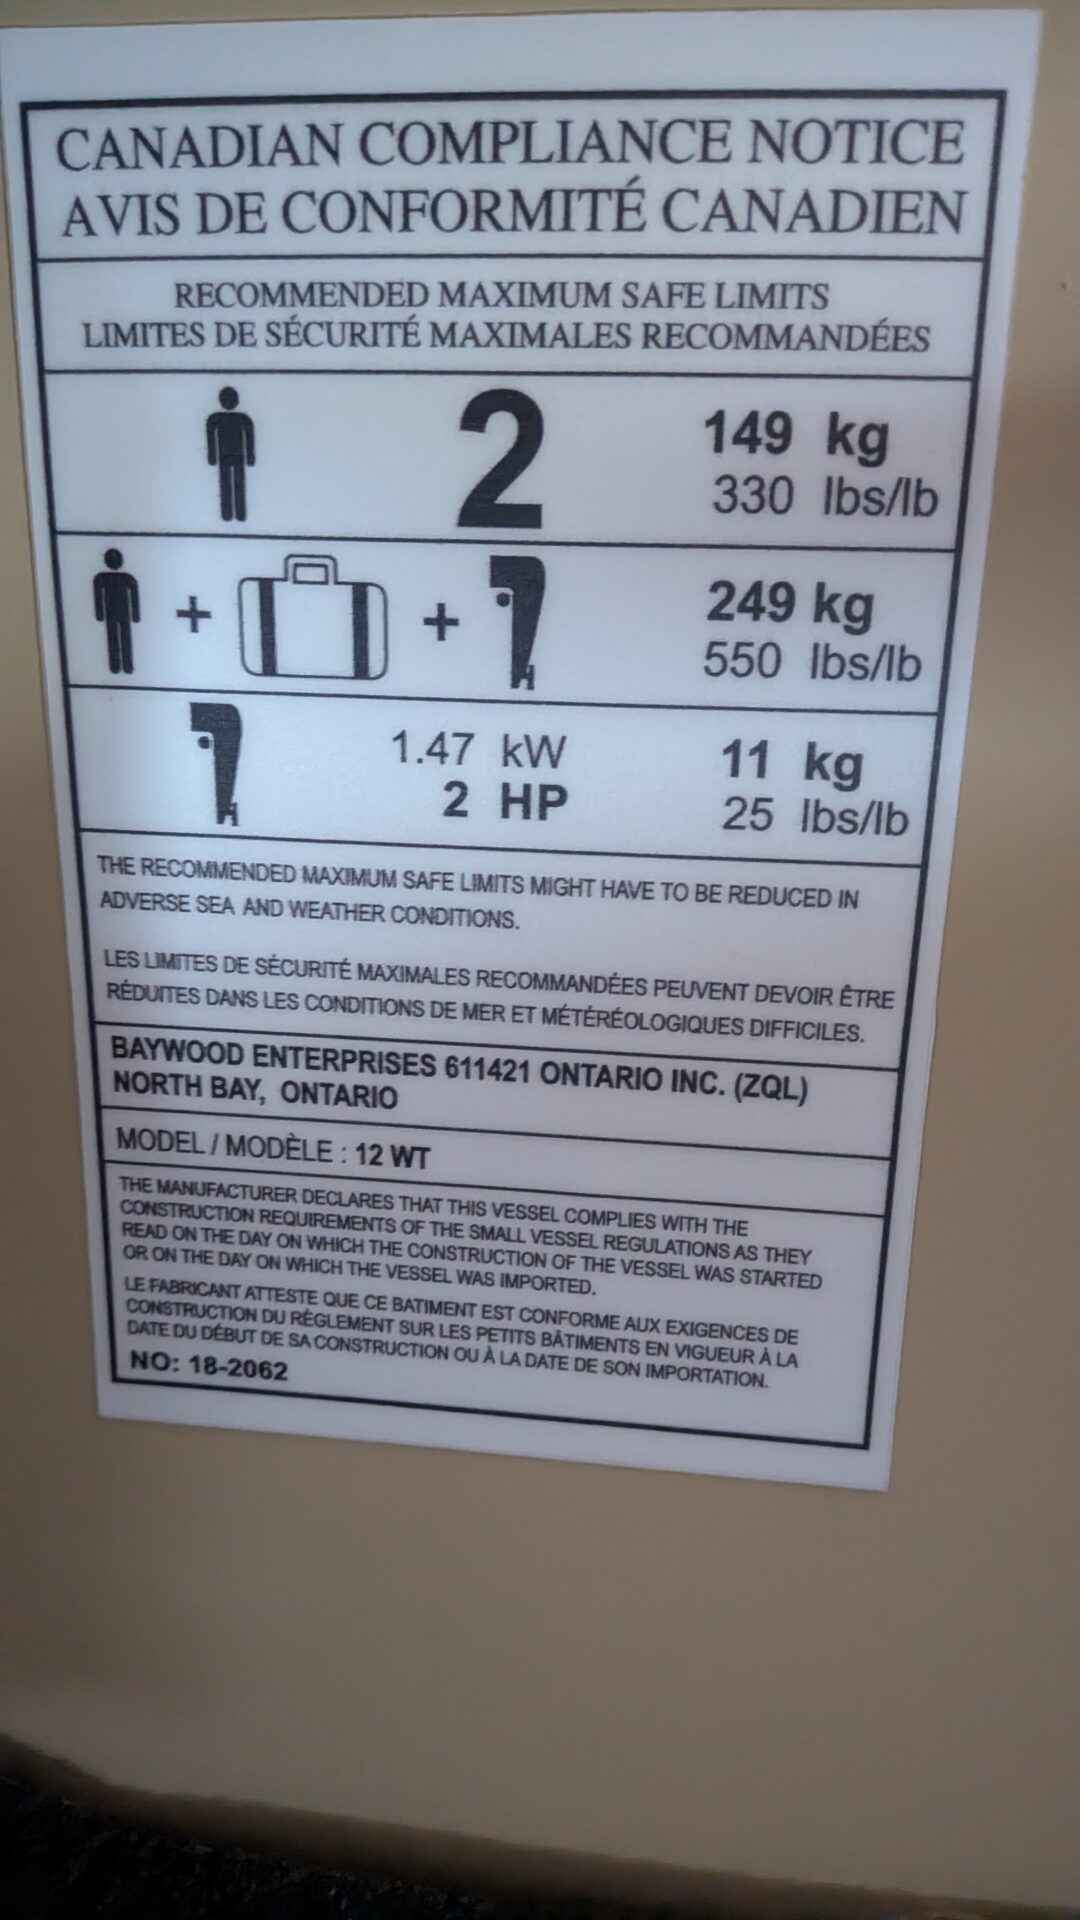 CANADIAN COMPLIANCE NOTICE
AVIS DE CONFORMITÉ CANADIEN
RECOMMENDED MAXIMUM SAFE LIMITS
LIMITES DE SÉCURITÉ MAXIMALES RECOMMANDÉES
2 149 kg
330 lbs/lb
+ + 249 kg
550 lbs/lb
1.47 kW 11 kg
2 HP 25 lbs/lb
THE RECOMMENDED MAXIMUM SAFE LIMITS MIGHT HAVE TO BE REDUCED IN
ADVERSE SEA AND WEATHER CONDITIONS.
LES LIMITES DE SÉCURITÉ MAXIMALES RECOMMANDÉES PEUVENT DEVOIR ÊTRE
RÉDUITES DANS LES CONDITIONS DE MER ET MÉTÉRÉOLOGIQUES DIFFICILES.
BAYWOOD ENTERPRISES 611421 ONTARIO INC. (ZQL)
NORTH BAY, ONTARIO
MODEL / MODÈLE : 12 WT
THE MANUFACTURER DECLARES THAT THIS VESSEL COMPLIES WITH THE
CONSTRUCTION REQUIREMENTS OF THE SMALL VESSEL REGULATIONS AS THEY
READ ON THE DAY ON WHICH THE CONSTRUCTION OF THE VESSEL WAS STARTED
OR ON THE DAY ON WHICH THE VESSEL WAS IMPORTED.
LE FABRICANT ATTESTE QUE CE BATIMENT EST CONFORME AUX EXIGENCES DE
CONSTRUCTION DU RÈGLEMENT SUR LES PETITS BÂTIMENTS EN VIGUEUR À LA
DATE DU DÉBUT DE SA CONSTRUCTION OU À LA DATE DE SON IMPORTATION.
NO: 18-2062